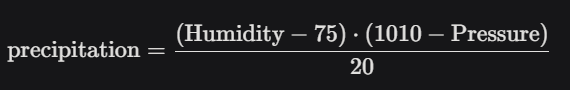 precipitation = (Humidity − 75) · (1010 − Pressure)
20